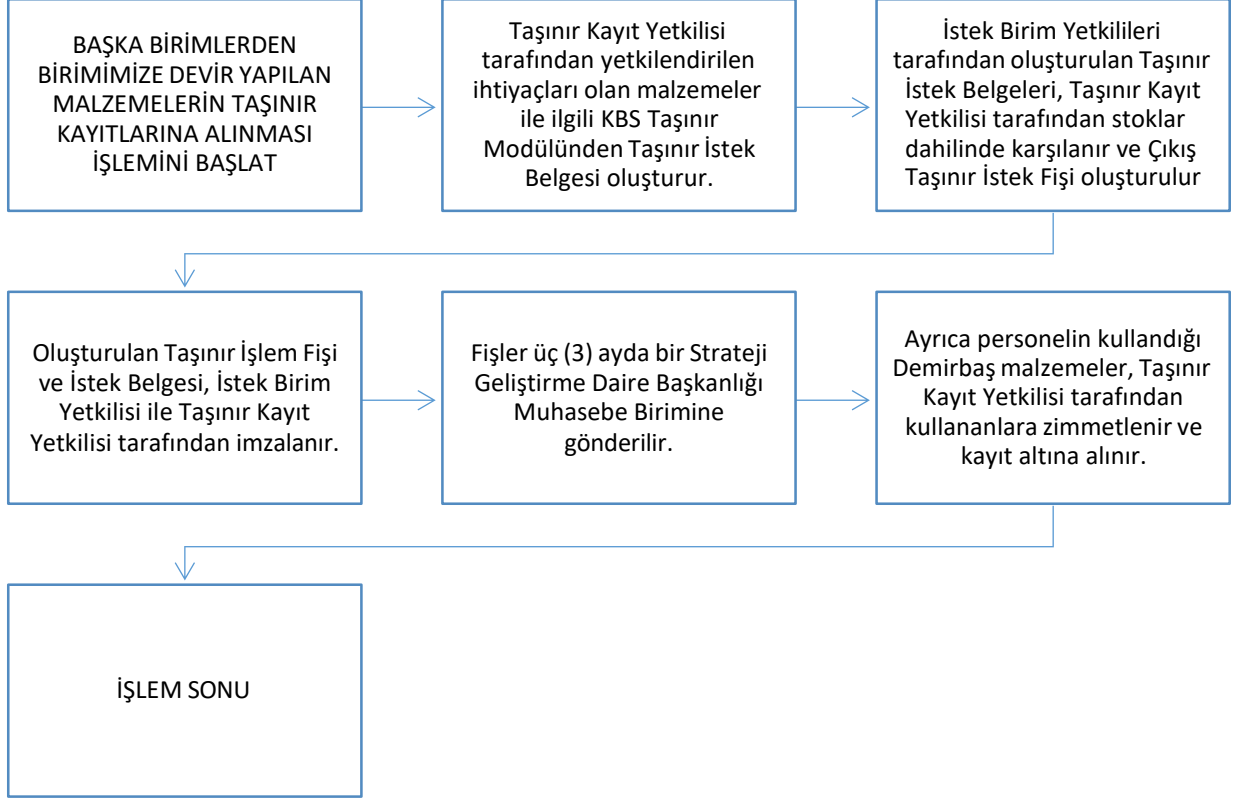 BAŞKA BİRİMLERDEN
BİRİMİMİZE DEVİR YAPILAN
MALZEMELERİN TAŞINIR
KAYITLARINA ALINMASI
İŞLEMİNİ BAŞLAT
Taşınır Kayıt Yetkilisi
tarafından yetkilendirilen
ihtiyaçları olan malzemeler
ile ilgili KBS Taşınır
Modülünden Taşınır İstek
Belgesi oluşturur.
İstek Birim Yetkilileri
tarafından oluşturulan Taşınır
İstek Belgeleri, Taşınır Kayıt
Yetkilisi tarafından stoklar
dahilinde karşılanır ve Çıkış
Taşınır İstek Fişi oluşturulur
Oluşturulan Taşınır İşlem Fişi
ve İstek Belgesi, İstek Birim
Yetkilisi ile Taşınır Kayıt
Yetkilisi tarafından imzalanır.
Fişler üç (3) ayda bir Strateji
Geliştirme Daire Başkanlığı
Muhasebe Birimine
gönderilir.
Ayrıca personelin kullandığı
Demirbaş malzemeler, Taşınır
Kayıt Yetkilisi tarafından
kullananlara zimmetlenir ve
kayıt altına alınır.
İŞLEM SONU